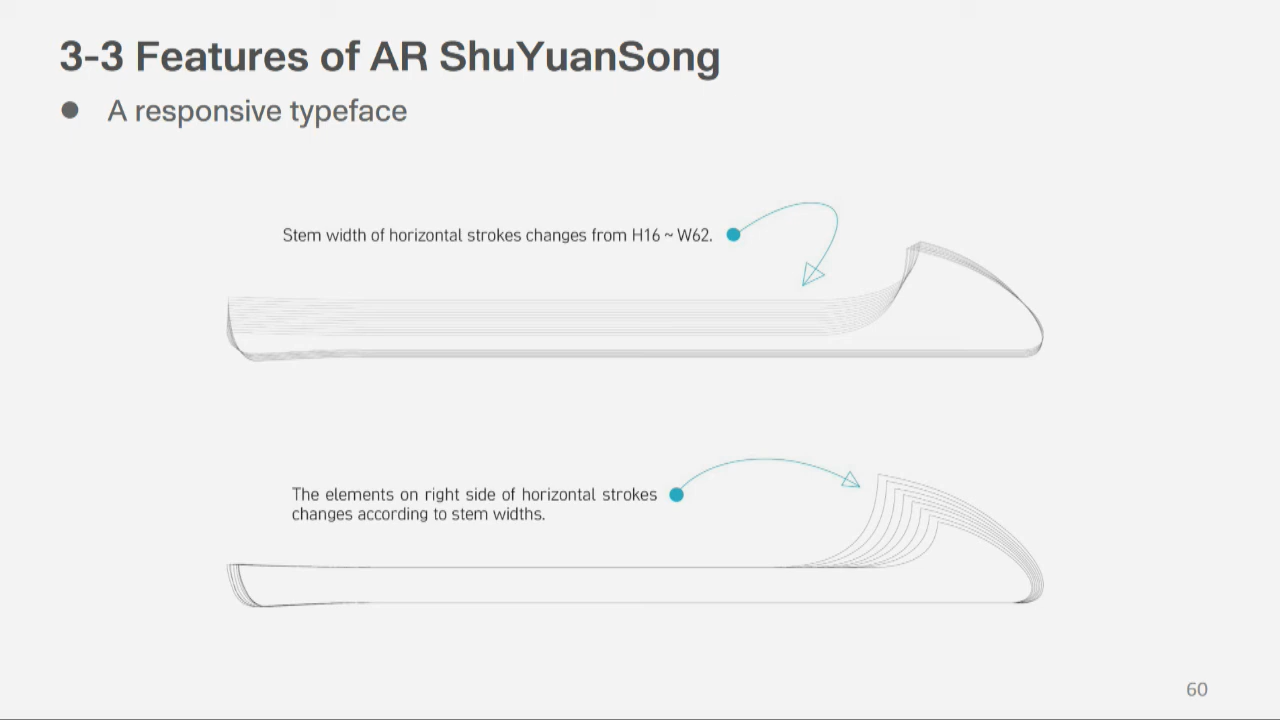 3-3 Features of AR ShuYuanSong
● A responsive typeface
Stem width of horizontal strokes changes from H16 ~ W62.
The elements on right side of horizontal strokes
changes according to stem widths.
60